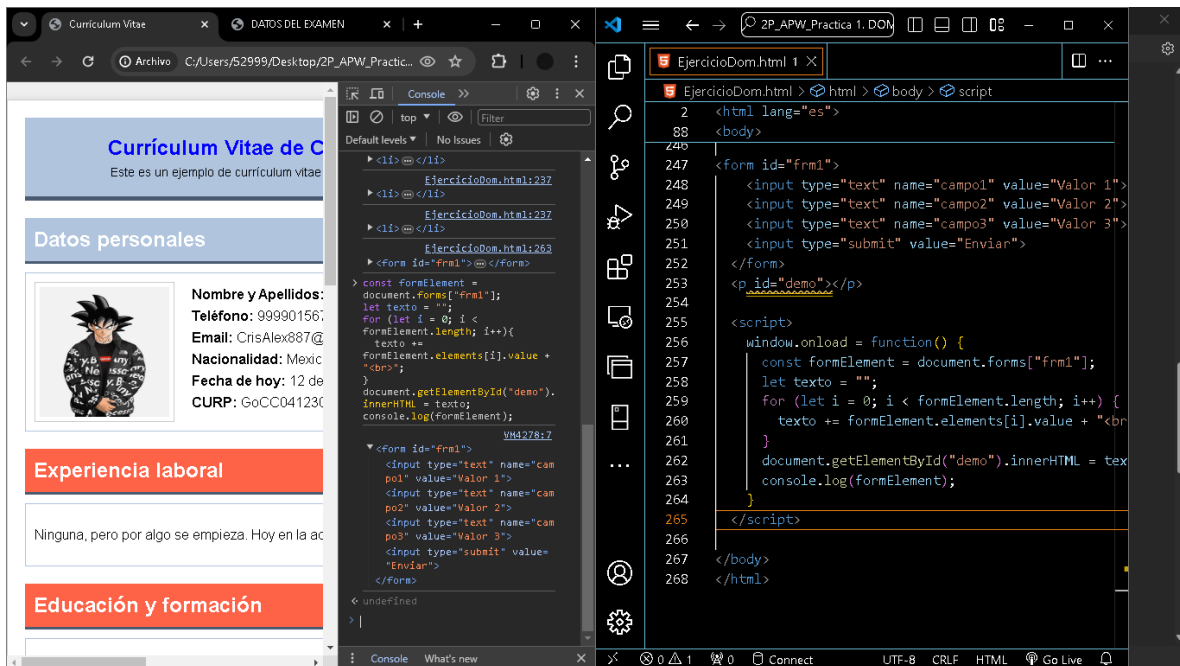 Currículum Vitae
DATOS DEL EXAMEN
Archivo
C:/Users/52999/Desktop/2P_APW_Practic...
Currículum Vitae de C
Este es un ejemplo de currículum vitae
Datos personales
Nombre y Apellidos:
Teléfono: 99990156
Email: CrisAlex887@
Nacionalidad: Mexic
Fecha de hoy: 12 de
CURP: GoCC041230
Experiencia laboral
Ninguna, pero por algo se empieza. Hoy en la ac
Educación y formación
Console
top
Filter
Default levels
No Issues
<li>…</li>
EjercicioDom.html:237
<li>…</li>
EjercicioDom.html:237
<li>…</li>
EjercicioDom.html:263
<form id="frm1">…</form>
const formElement =
document.forms["frm1"];
let texto = "";
for (let i = 0; i <
formElement.length; i++){
texto +=
formElement.elements[i].value +
"<br>";
}
document.getElementById("demo").
innerHTML = texto;
console.log(formElement);
VM4278:7
<form id="frm1">
<input type="text" name="cam
po1" value="Valor 1">
<input type="text" name="cam
po2" value="Valor 2">
<input type="text" name="cam
po3" value="Valor 3">
<input type="submit" value=
"Enviar">
</form>
undefined
Console What's new
2P_APW_Practica 1. DOM
EjercicioDom.html 1
EjercicioDom.html > html > body > script
2 <html lang="es">
88 <body>
246
247 <form id="frm1">
248 <input type="text" name="campo1" value="Valor 1">
249 <input type="text" name="campo2" value="Valor 2">
250 <input type="text" name="campo3" value="Valor 3">
251 <input type="submit" value="Enviar">
252 </form>
253 <p id="demo"></p>
254
255 <script>
256 window.onload = function() {
257 const formElement = document.forms["frm1"];
258 let texto = "";
259 for (let i = 0; i < formElement.length; i++) {
260 texto += formElement.elements[i].value + "<br
261 }
262 document.getElementById("demo").innerHTML = tex
263 console.log(formElement);
264 }
265 </script>
266
267 </body>
268 </html>
0 1 0 Connect UTF-8 CRLF HTML Go Live